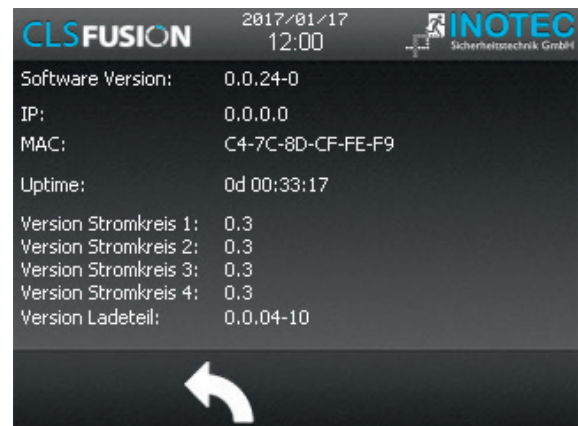 CLSFUSION
2017/01/17
12:00
INOTEC
Sicherheitstechnik GmbH
Software Version: 0.0.24-0
IP: 0.0.0.0
MAC: C4-7C-8D-CF-FE-F9
Uptime: 0d 00:33:17
Version Stromkreis 1: 0.3
Version Stromkreis 2: 0.3
Version Stromkreis 3: 0.3
Version Stromkreis 4: 0.3
Version Ladeteil: 0.0.04-10